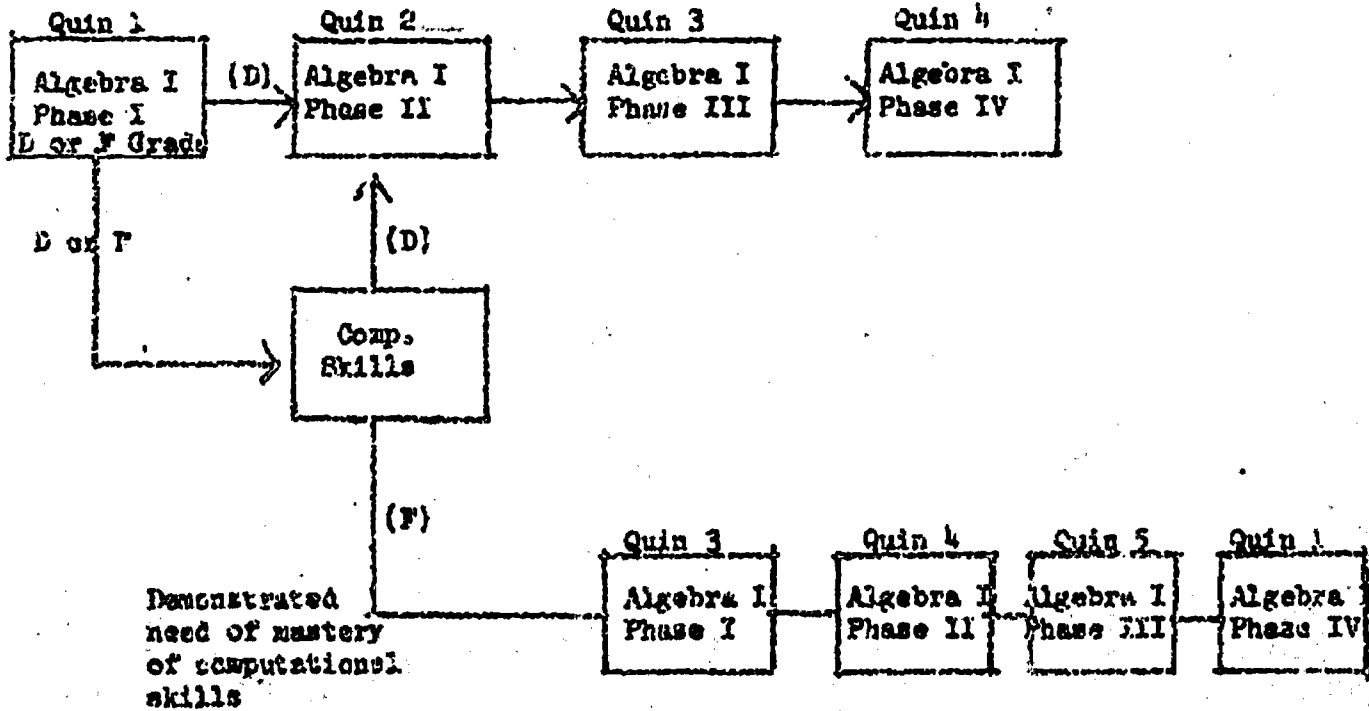 Quin 1
Quin 2
Quin 3
Quin 4
Algebra I
Phase I
D or F Grade
(D)
Algebra I
Phase II
Algebra I
Phase III
Algebra I
Phase IV
D or F
(D)
Comp.
Skills
(F)
Quin 3
Quin 4
Quin 5
Quin 1
Algebra I
Phase I
Algebra I
Phase II
Algebra I
Phase III
Algebra I
Phase IV
Demonstrated
need of mastery
of computational
skills